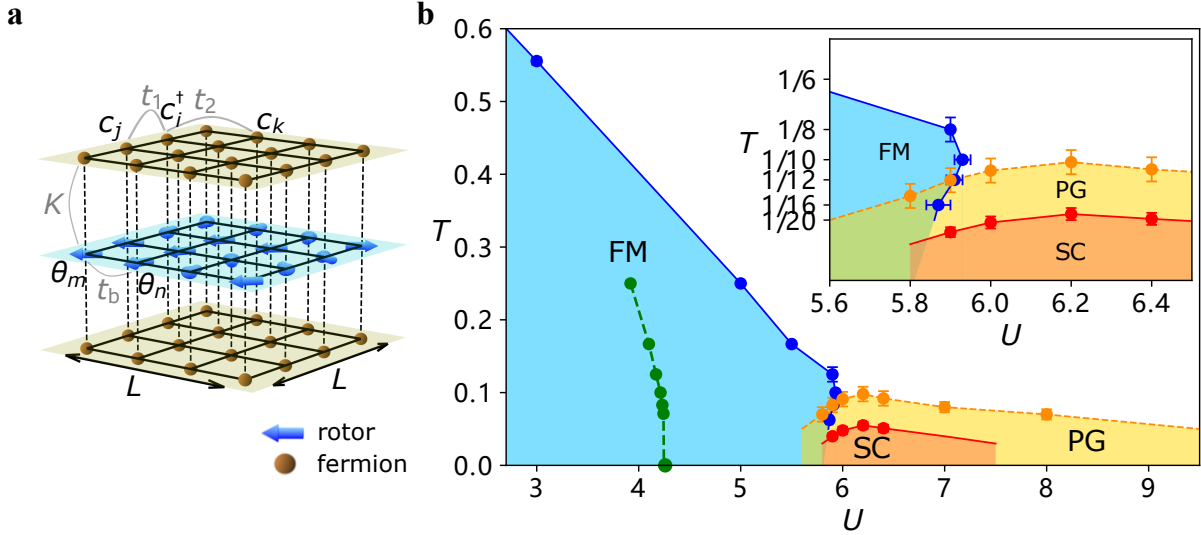 a
t₁
cᵢ†
t₂
cⱼ
cₖ
K
θₘ
t_b
θₙ
L
L
rotor
fermion
b
0.6
0.5
0.4
0.3
0.2
0.1
0.0
T
FM
SC
PG
3
4
5
6
7
8
9
U
1/6
1/8
1/10
1/12
1/16
1/20
T
FM
PG
SC
5.6
5.8
6.0
6.2
6.4
U